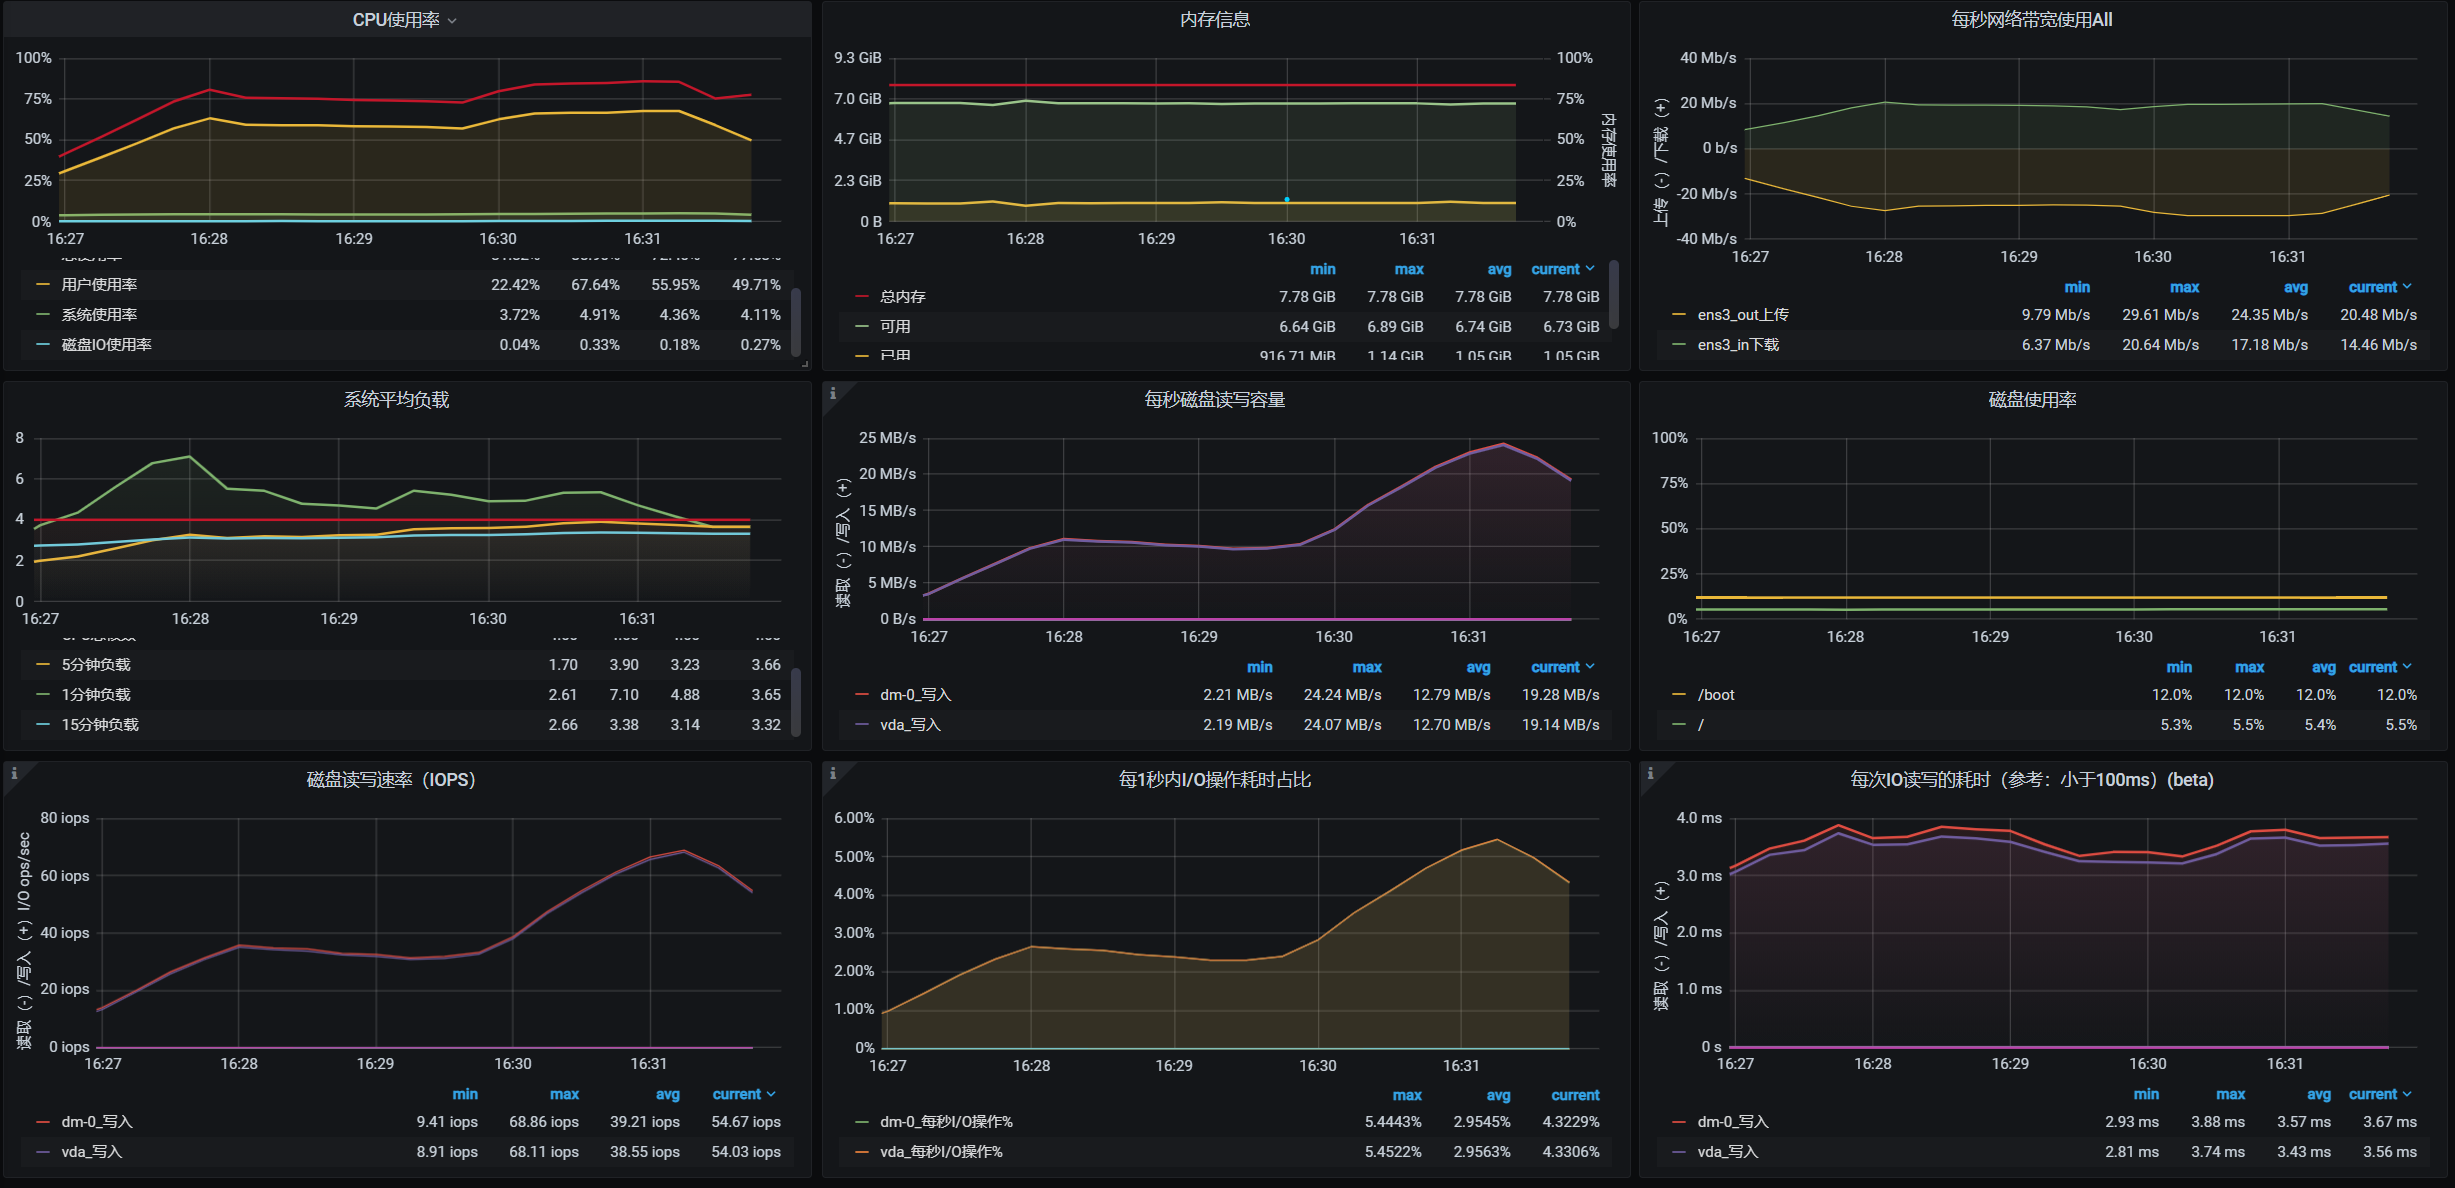 CPU使用率
100%
75%
50%
25%
0%
16:27 16:28 16:29 16:30 16:31
用户使用率 22.42% 67.64% 55.95% 49.71%
系统使用率 3.72% 4.91% 4.36% 4.11%
磁盘IO使用率 0.04% 0.33% 0.18% 0.27%
内存信息
9.3 GiB 100%
7.0 GiB 75%
4.7 GiB 50%
2.3 GiB 25%
0 B 0%
内存使用率
16:27 16:28 16:29 16:30 16:31
min max avg current
总内存 7.78 GiB 7.78 GiB 7.78 GiB 7.78 GiB
可用 6.64 GiB 6.89 GiB 6.74 GiB 6.73 GiB
已用 916.71 MiB 1.14 GiB 1.05 GiB 1.05 GiB
每秒网络带宽使用All
上传（-）/下载（+）
40 Mb/s
20 Mb/s
0 b/s
-20 Mb/s
-40 Mb/s
16:27 16:28 16:29 16:30 16:31
min max avg current
ens3_out上传 9.79 Mb/s 29.61 Mb/s 24.35 Mb/s 20.48 Mb/s
ens3_in下载 6.37 Mb/s 20.64 Mb/s 17.18 Mb/s 14.46 Mb/s
系统平均负载
8
6
4
2
0
16:27 16:28 16:29 16:30 16:31
5分钟负载 1.70 3.90 3.23 3.66
1分钟负载 2.61 7.10 4.88 3.65
15分钟负载 2.66 3.38 3.14 3.32
每秒磁盘读写容量
读取（-）/写入（+）
25 MB/s
20 MB/s
15 MB/s
10 MB/s
5 MB/s
0 B/s
16:27 16:28 16:29 16:30 16:31
min max avg current
dm-0_写入 2.21 MB/s 24.24 MB/s 12.79 MB/s 19.28 MB/s
vda_写入 2.19 MB/s 24.07 MB/s 12.70 MB/s 19.14 MB/s
磁盘使用率
100%
75%
50%
25%
0%
16:27 16:28 16:29 16:30 16:31
min max avg current
/boot 12.0% 12.0% 12.0% 12.0%
/ 5.3% 5.5% 5.4% 5.5%
磁盘读写速率（IOPS）
读取（-）/写入（+）I/O ops/sec
80 iops
60 iops
40 iops
20 iops
0 iops
16:27 16:28 16:29 16:30 16:31
min max avg current
dm-0_写入 9.41 iops 68.86 iops 39.21 iops 54.67 iops
vda_写入 8.91 iops 68.11 iops 38.55 iops 54.03 iops
每1秒内I/O操作耗时占比
6.00%
5.00%
4.00%
3.00%
2.00%
1.00%
0%
16:27 16:28 16:29 16:30 16:31
max avg current
dm-0_每秒I/O操作% 5.4443% 2.9545% 4.3229%
vda_每秒I/O操作% 5.4522% 2.9563% 4.3306%
每次IO读写的耗时（参考：小于100ms）(beta)
读取（-）/写入（+）
4.0 ms
3.0 ms
2.0 ms
1.0 ms
0 s
16:27 16:28 16:29 16:30 16:31
min max avg current
dm-0_写入 2.93 ms 3.88 ms 3.57 ms 3.67 ms
vda_写入 2.81 ms 3.74 ms 3.43 ms 3.56 ms